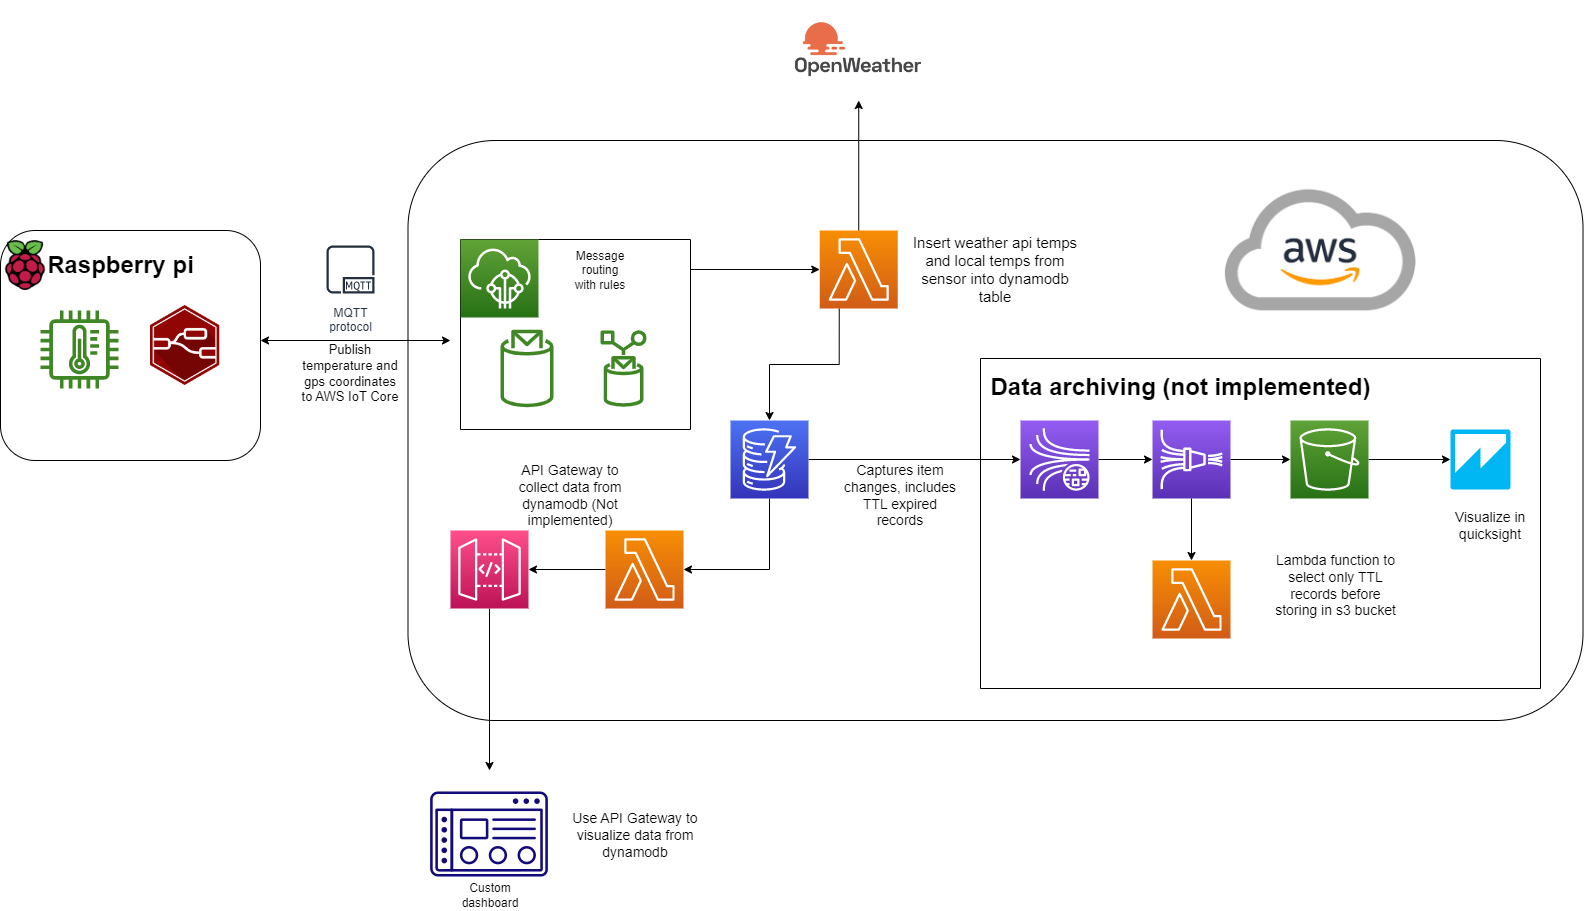 OpenWeather
aws
Raspberry pi
MQTT
MQTT
protocol
Publish
temperature and
gps coordinates
to AWS IoT Core
Message
routing
with rules
Insert weather api temps
and local temps from
sensor into dynamodb
table
Data archiving (not implemented)
API Gateway to
collect data from
dynamodb (Not
implemented)
</>
Captures item
changes, includes
TTL expired
records
Visualize in
quicksight
Lambda function to
select only TTL
records before
storing in s3 bucket
Use API Gateway to
visualize data from
dynamodb
Custom
dashboard